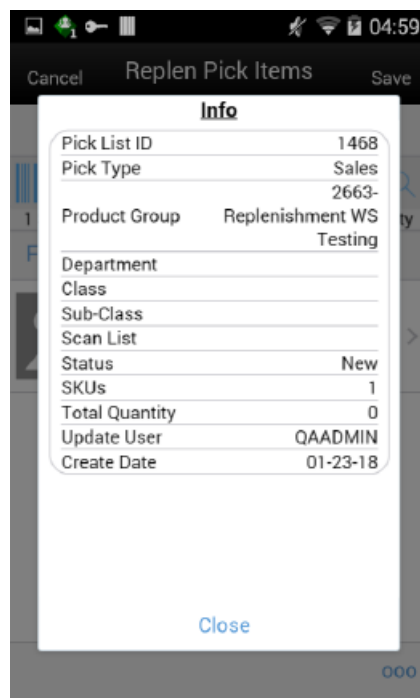 04:59
Cancel Replen Pick Items Save
Info
Pick List ID 1468
Pick Type Sales
2663-
Product Group Replenishment WS
Testing
Department
Class
Sub-Class
Scan List
Status New
SKUs 1
Total Quantity 0
Update User QAADMIN
Create Date 01-23-18
1
ty
F
Close